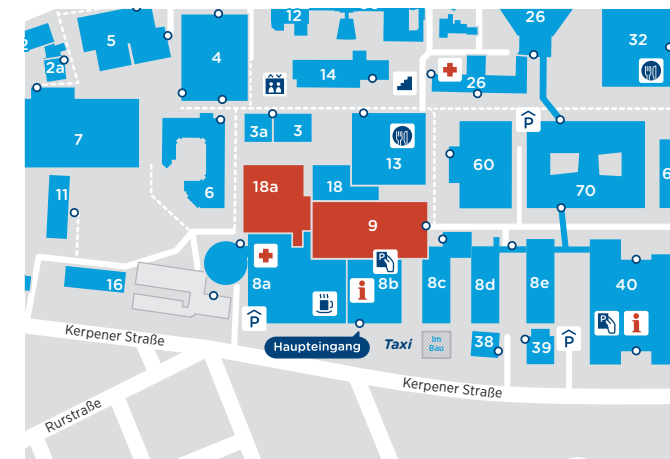 12
26
5
4
32
2a
14
26
7
3a
3
P
13
60
70
6
11
18a
18
9
16
8a
8b
8c
8d
8e
40
P
i
i
Haupteingang
Taxi
Im
Bau
38
39
P
Kerpener Straße
Kerpener Straße
Rurstraße